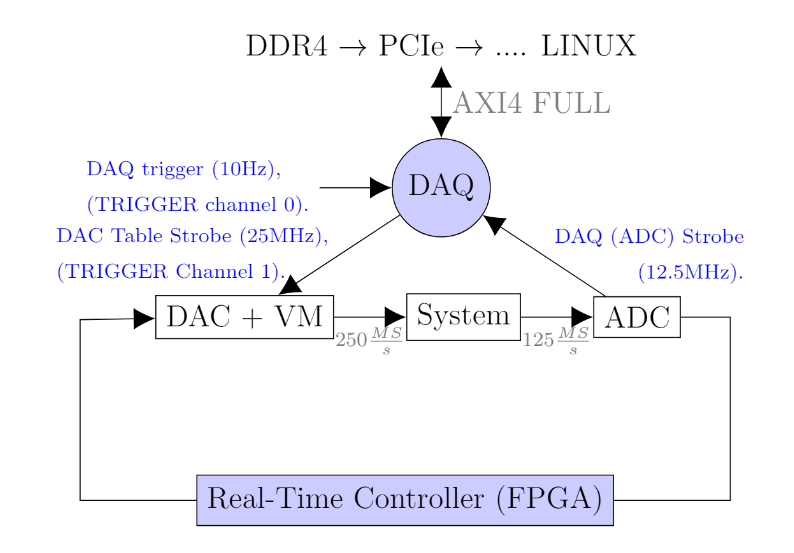 DDR4 → PCIe → .... LINUX
AXI4 FULL
DAQ trigger (10Hz),
(TRIGGER channel 0).
DAQ
DAC Table Strobe (25MHz),
(TRIGGER Channel 1).
DAQ (ADC) Strobe
(12.5MHz).
DAC + VM
System
ADC
250 MS/s
125 MS/s
Real-Time Controller (FPGA)